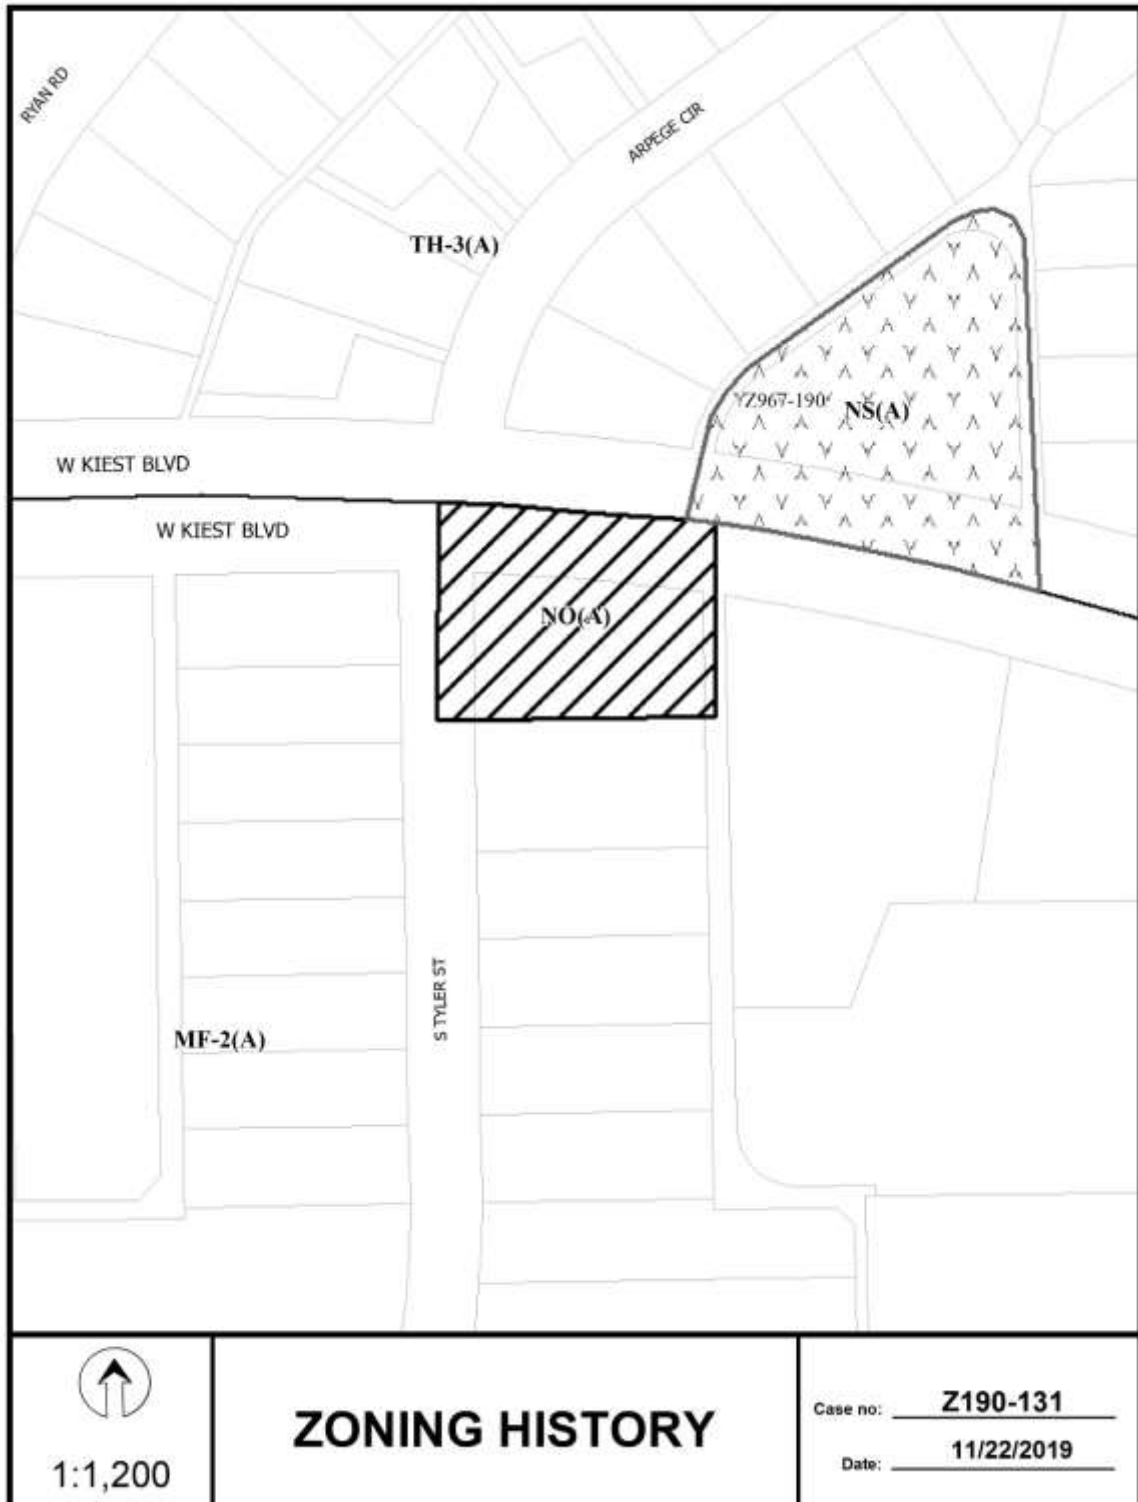 RYAN RD
ARPEGE CIR
TH-3(A)
Z967-190
NS(A)
W KIEST BLVD
W KIEST BLVD
NO(A)
S TYLER ST
MF-2(A)
1:1,200
ZONING HISTORY
Case no: Z190-131
Date: 11/22/2019